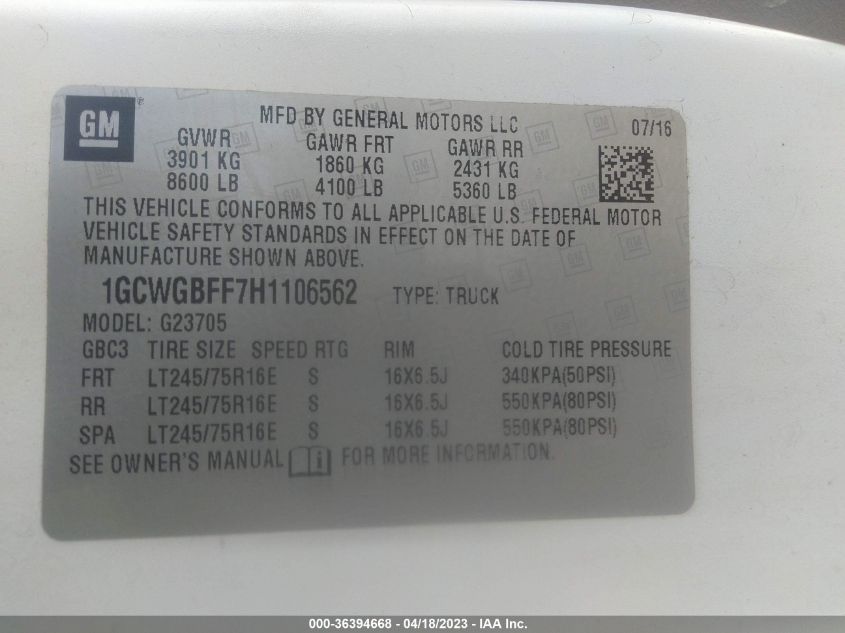 GM
MFD BY GENERAL MOTORS LLC
07/16
GVWR GAWR FRT GAWR RR
3901 KG 1860 KG 2431 KG
8600 LB 4100 LB 5360 LB
THIS VEHICLE CONFORMS TO ALL APPLICABLE U.S. FEDERAL MOTOR
VEHICLE SAFETY STANDARDS IN EFFECT ON THE DATE OF
MANUFACTURE SHOWN ABOVE.
1GCWGBFF7H1106562 TYPE: TRUCK
MODEL: G23705
GBC3 TIRE SIZE SPEED RTG RIM COLD TIRE PRESSURE
FRT LT245/75R16E S 16X6.5J 340KPA(50PSI)
RR LT245/75R16E S 16X6.5J 550KPA(80PSI)
SPA LT245/75R16E S 16X6.5J 550KPA(80PSI)
SEE OWNER'S MANUAL i FOR MORE INFORMATION.
000-36394668 - 04/18/2023 - IAA Inc.